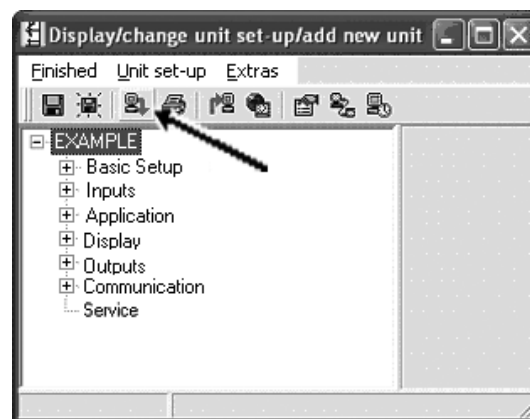 Display/change unit set-up/add new unit
Finished Unit set-up Extras
EXAMPLE
Basic Setup
Inputs
Application
Display
Outputs
Communication
Service